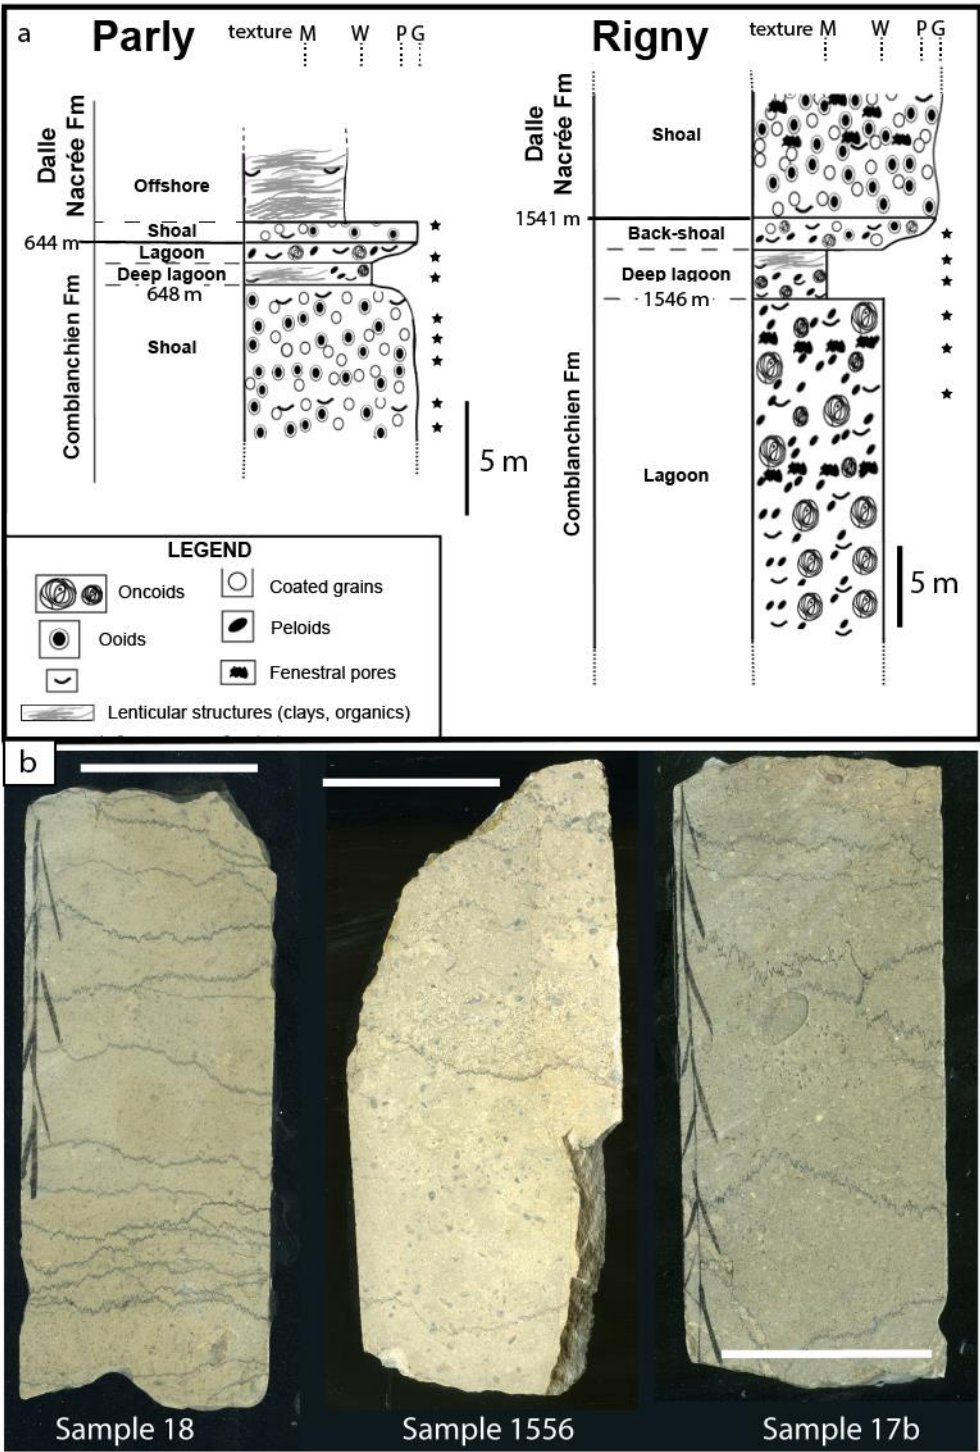 a
Parly
texture M W P G
Dalle
Nacrée Fm
Offshore
Shoal
644 m
Lagoon
Deep lagoon
648 m
Shoal
Comblanchien Fm
5 m
Rigny
texture M W P G
Dalle
Nacrée Fm
Shoal
1541 m
Back-shoal
Deep lagoon
1546 m
Comblanchien Fm
Lagoon
5 m
LEGEND
Oncoids
Coated grains
Ooids
Peloids
Fenestral pores
Lenticular structures (clays, organics)
b
Sample 18
Sample 1556
Sample 17b